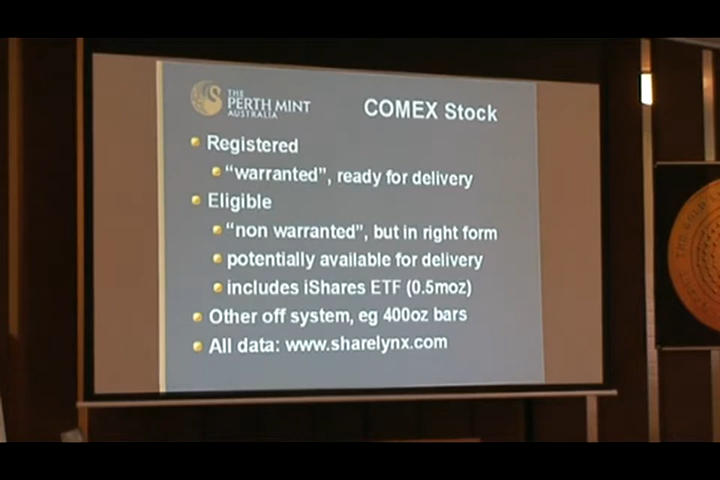 THE
PERTH MINT
AUSTRALIA
COMEX Stock
Registered
"warranted", ready for delivery
Eligible
"non warranted", but in right form
potentially available for delivery
includes iShares ETF (0.5moz)
Other off system, eg 400oz bars
All data: www.sharelynx.com
THE GOLD